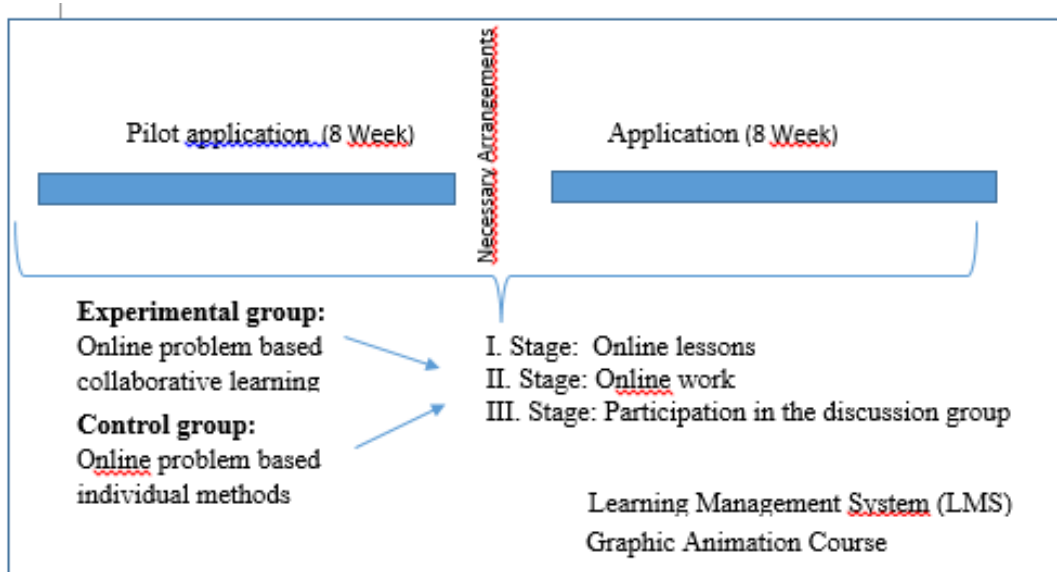 Pilot application (8 Week)
Necessary Arrangements
Application (8 Week)
Experimental group:
Online problem based
collaborative learning
Control group:
Online problem based
individual methods
I. Stage: Online lessons
II. Stage: Online work
III. Stage: Participation in the discussion group
Learning Management System (LMS)
Graphic Animation Course